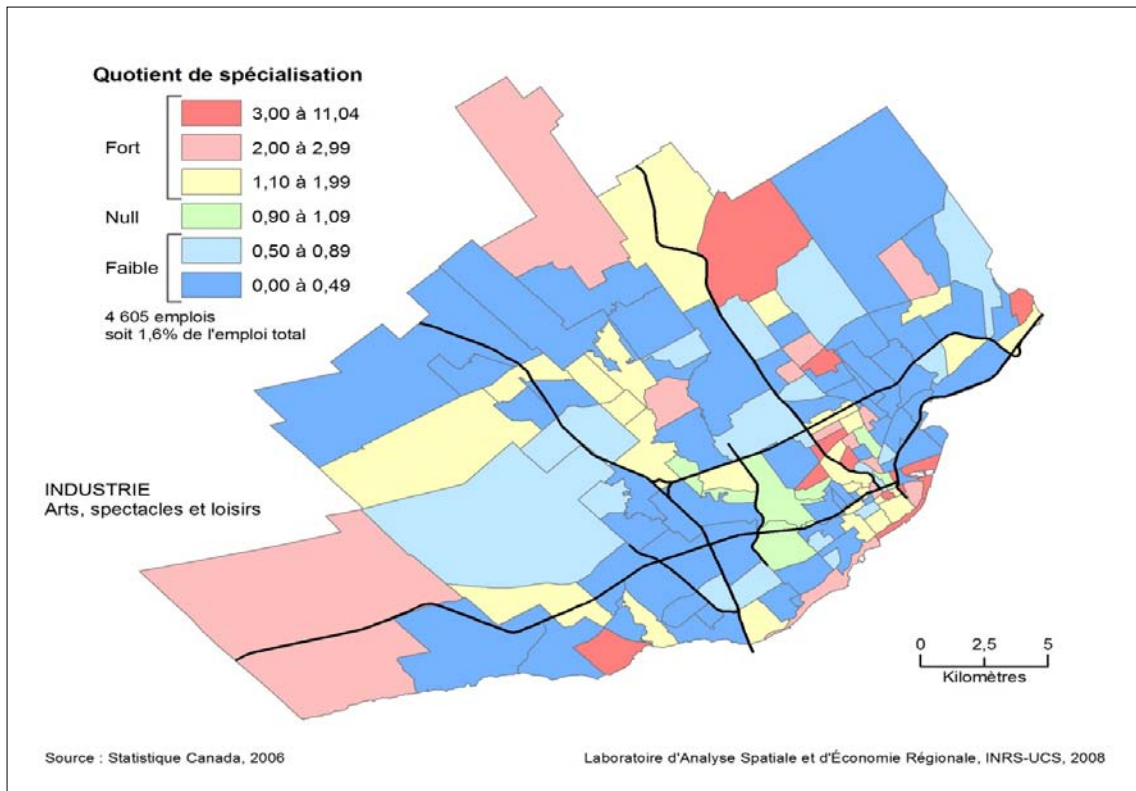 Quotient de spécialisation
Fort
3,00 à 11,04
2,00 à 2,99
1,10 à 1,99
Null
0,90 à 1,09
Faible
0,50 à 0,89
0,00 à 0,49
4 605 emplois
soit 1,6% de l'emploi total
INDUSTRIE
Arts, spectacles et loisirs
0 2,5 5
Kilomètres
Source : Statistique Canada, 2006
Laboratoire d'Analyse Spatiale et d'Économie Régionale, INRS-UCS, 2008